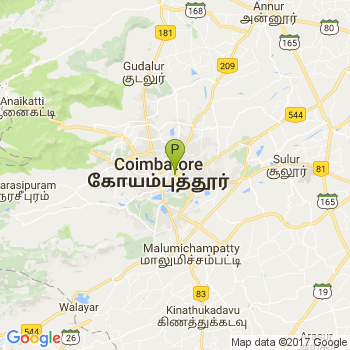 Annur
அன்னூர்
80
181
165
Gudalur
கூடலூர்
209
Anaikatti
ஆனைகட்டி
544
P
Coimbatore
கோயம்புத்தூர்
Sulur
சூலூர்
81
arasipuram
நரசீபுரம்
165
Malumichampatty
மாலுமிச்சம்பட்டி
19
83
Walayar
Kinathukadavu
கிணத்துக்கடவு
544
26
Google
Map data ©2017 Google